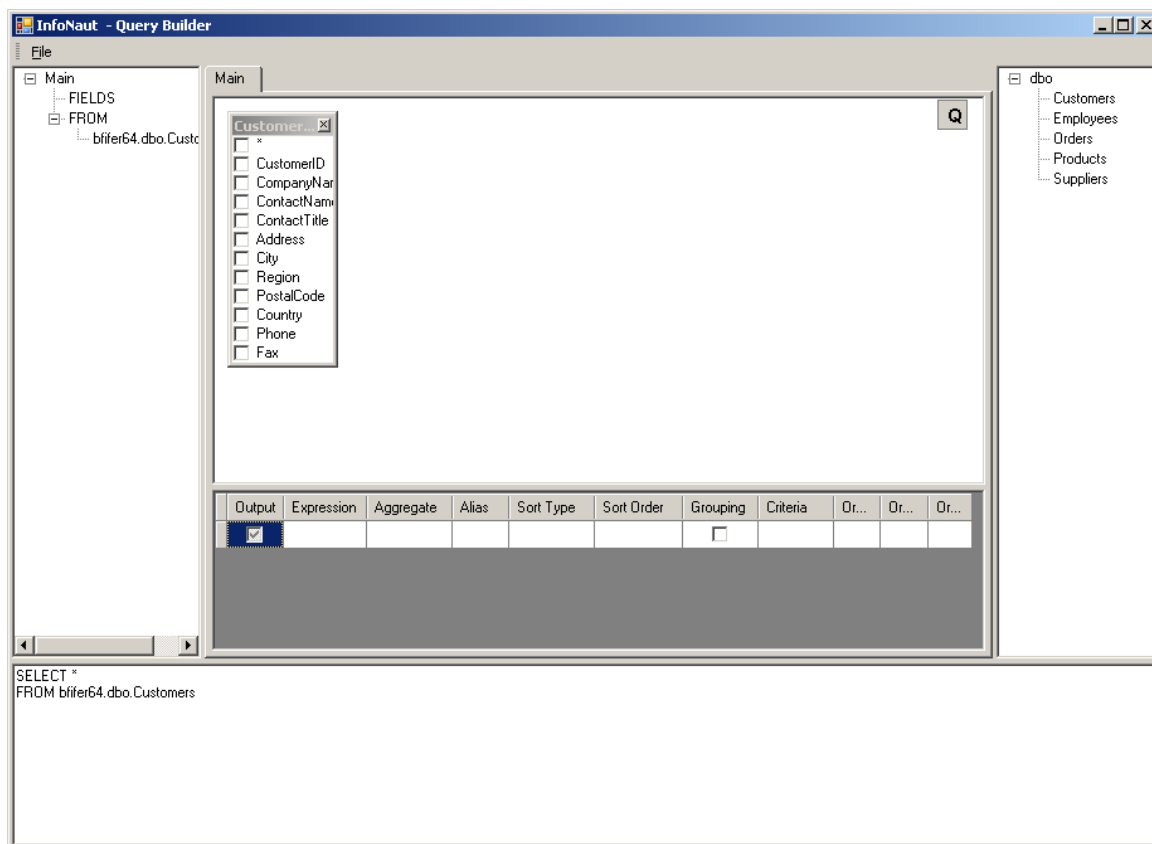 InfoNaut - Query Builder
File
Main
FIELDS
FROM
bfifer64.dbo.Custo
Main
Q
Customer...
*
CustomerID
CompanyNar
ContactName
ContactTitle
Address
City
Region
PostalCode
Country
Phone
Fax
Output Expression Aggregate Alias Sort Type Sort Order Grouping Criteria Or... Or... Or...
dbo
Customers
Employees
Orders
Products
Suppliers
SELECT *
FROM bfifer64.dbo.Customers